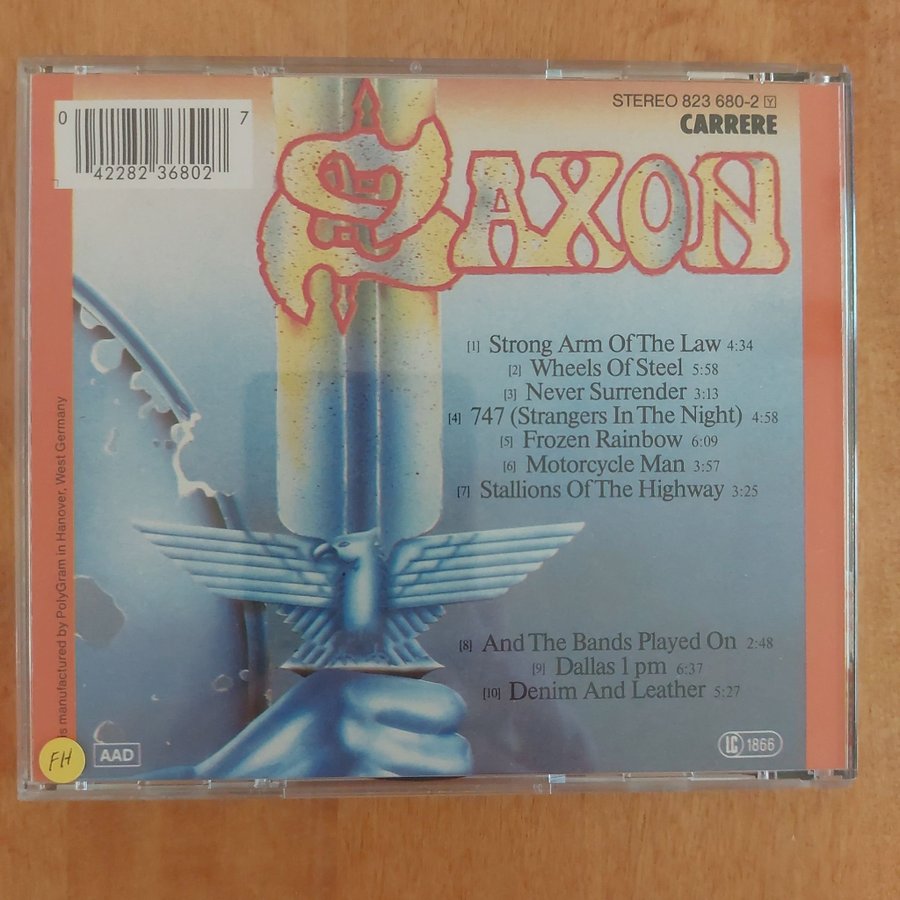 STEREO 823 680-2 Y
CARRERE
0 42282 36802 7
SAXON
[1] Strong Arm Of The Law 4:34
[2] Wheels Of Steel 5:58
[3] Never Surrender 3:13
[4] 747 (Strangers In The Night) 4:58
[5] Frozen Rainbow 6:09
[6] Motorcycle Man 3:57
[7] Stallions Of The Highway 3:25
[8] And The Bands Played On 2:48
[9] Dallas 1 pm 6:37
[10] Denim And Leather 5:27
manufactured by PolyGram in Hanover, West Germany
FH
AAD
LC 1866